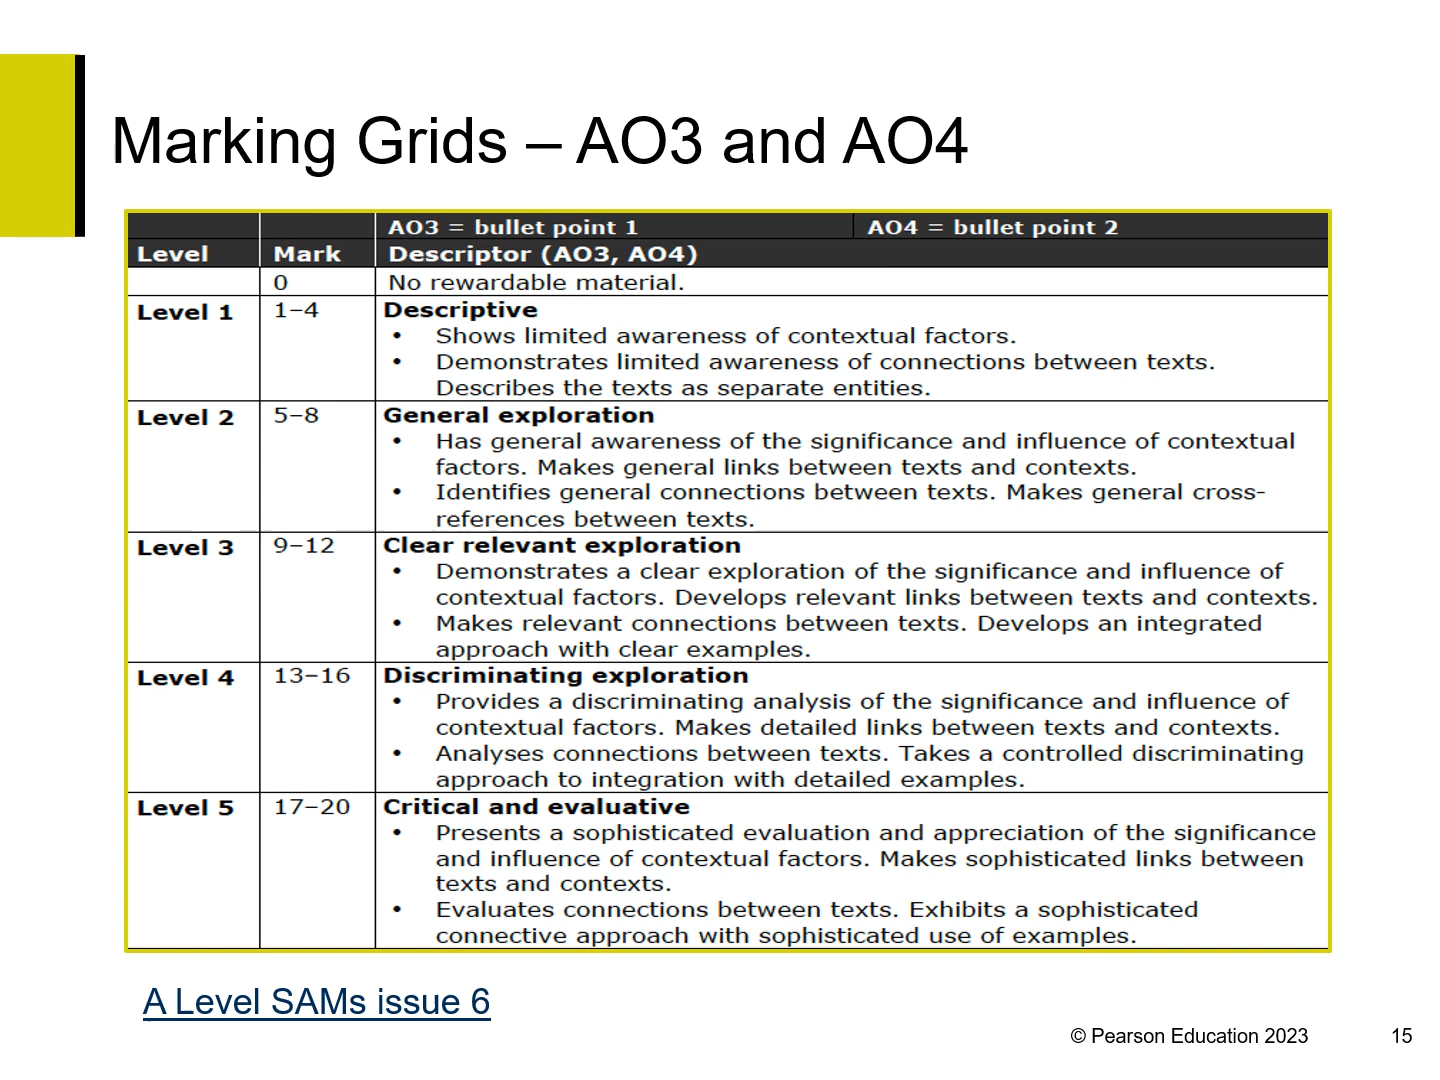 Marking Grids – AO3 and AO4
AO3 = bullet point 1 AO4 = bullet point 2
Level Mark Descriptor (AO3, AO4)
0 No rewardable material.
Level 1 1–4 Descriptive
• Shows limited awareness of contextual factors.
• Demonstrates limited awareness of connections between texts.
Describes the texts as separate entities.
Level 2 5–8 General exploration
• Has general awareness of the significance and influence of contextual
factors. Makes general links between texts and contexts.
• Identifies general connections between texts. Makes general cross-
references between texts.
Level 3 9–12 Clear relevant exploration
• Demonstrates a clear exploration of the significance and influence of
contextual factors. Develops relevant links between texts and contexts.
• Makes relevant connections between texts. Develops an integrated
approach with clear examples.
Level 4 13–16 Discriminating exploration
• Provides a discriminating analysis of the significance and influence of
contextual factors. Makes detailed links between texts and contexts.
• Analyses connections between texts. Takes a controlled discriminating
approach to integration with detailed examples.
Level 5 17–20 Critical and evaluative
• Presents a sophisticated evaluation and appreciation of the significance
and influence of contextual factors. Makes sophisticated links between
texts and contexts.
• Evaluates connections between texts. Exhibits a sophisticated
connective approach with sophisticated use of examples.
A Level SAMs issue 6
© Pearson Education 2023 15